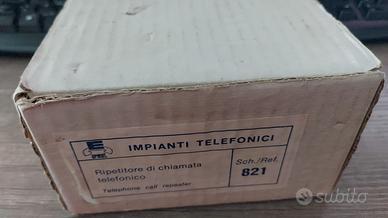 IMPIANTI TELEFONICI
Ripetitore di chiamata
telefonico
Telephone call repeater
Sch./Ref.
821
subito